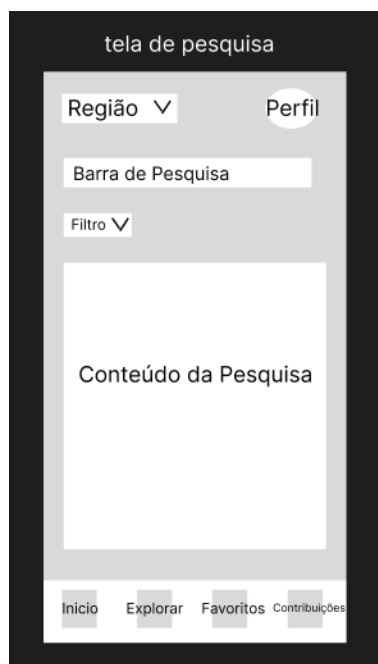 tela de pesquisa
Região Perfil
Barra de Pesquisa
Filtro
Conteúdo da Pesquisa
Inicio Explorar Favoritos Contribuições